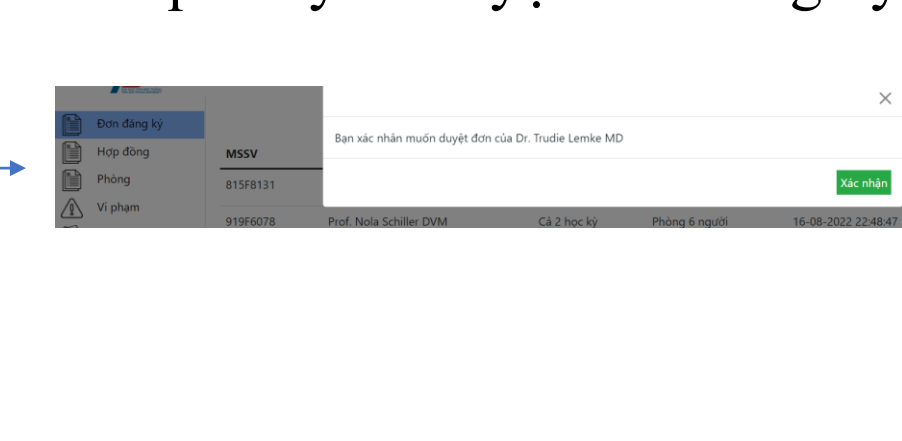 Đơn đăng ký
Bạn xác nhận muốn duyệt đơn của Dr. Trudie Lemke MD
Hợp đồng
MSSV
Phòng
815F8131
Xác nhận
Vi phạm
919F6078 Prof. Nola Schiller DVM Cả 2 học kỳ Phòng 6 người 16-08-2022 22:48:47